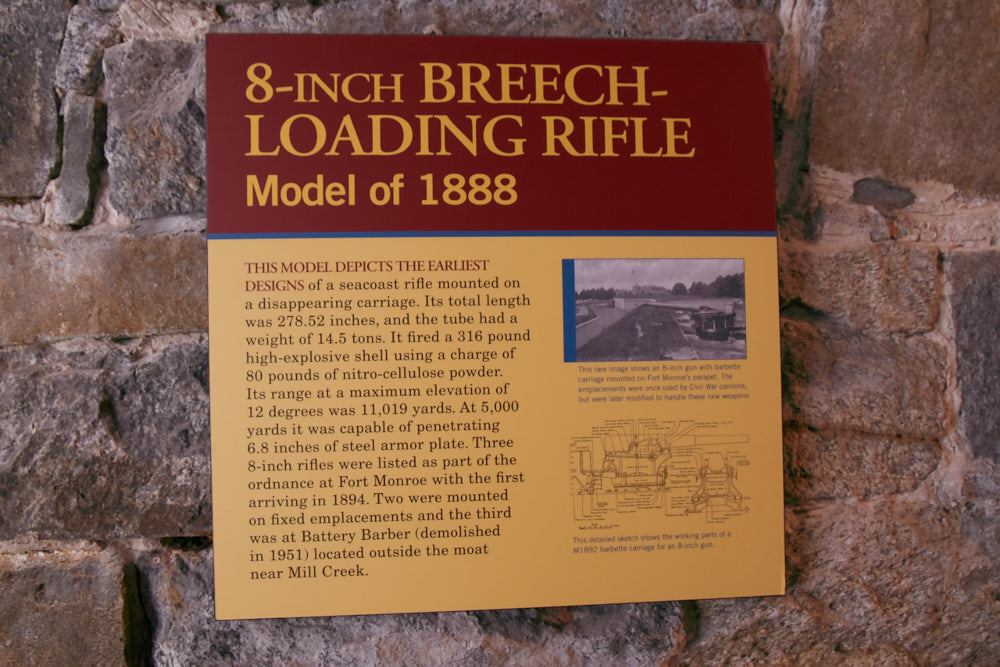 8-INCH BREECH-
LOADING RIFLE
Model of 1888
THIS MODEL DEPICTS THE EARLIEST
DESIGNS of a seacoast rifle mounted on
a disappearing carriage. Its total length
was 278.52 inches, and the tube had a
weight of 14.5 tons. It fired a 316 pound
high-explosive shell using a charge of
80 pounds of nitro-cellulose powder.
Its range at a maximum elevation of
12 degrees was 11,019 yards. At 5,000
yards it was capable of penetrating
6.8 inches of steel armor plate. Three
8-inch rifles were listed as part of the
ordnance at Fort Monroe with the first
arriving in 1894. Two were mounted
on fixed emplacements and the third
was at Battery Barber (demolished
in 1951) located outside the moat
near Mill Creek.
This rare image shows an 8-inch gun with barbette
carriage mounted on Fort Monroe's parapet. The
emplacements were once used by Civil War cannons,
but were later modified to handle these new weapons.
This detailed sketch shows the working parts of a
M1892 barbette carriage for an 8-inch gun.